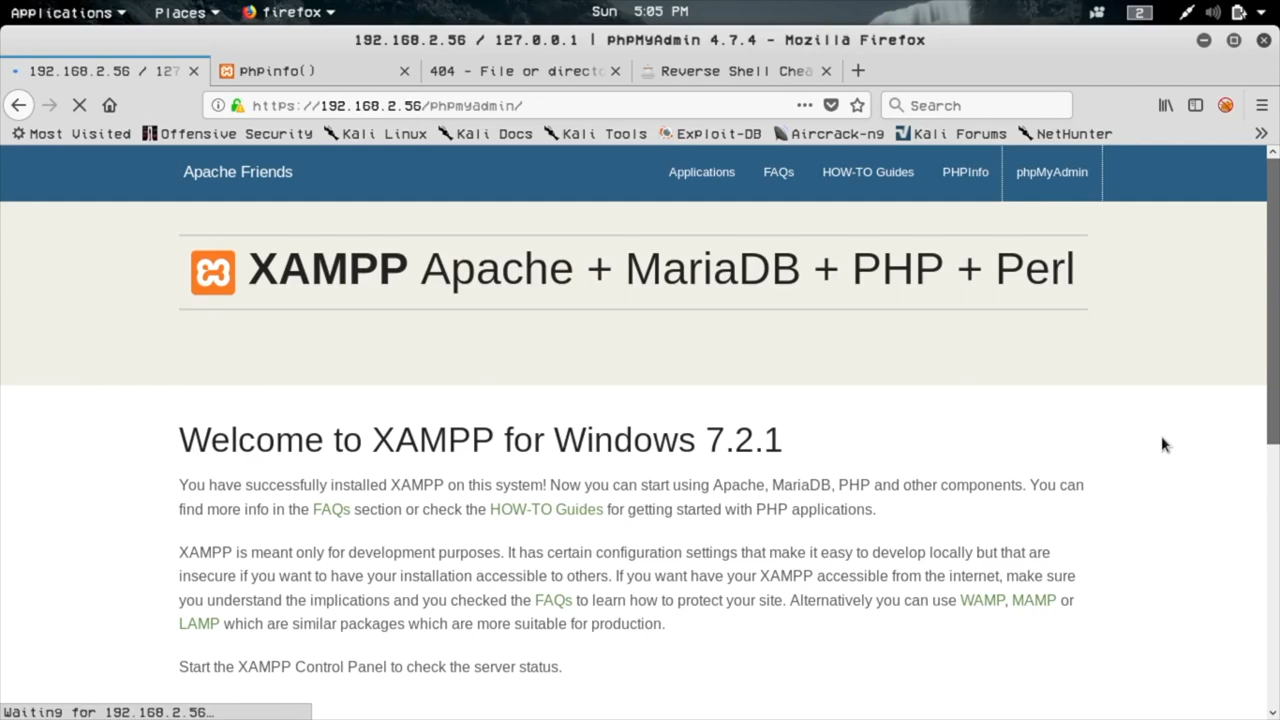 Applications Places firefox Sun 5:05 PM 2
192.168.2.56 / 127.0.0.1 | phpMyAdmin 4.7.4 - Mozilla Firefox
192.168.2.56 / 127 phpinfo() 404 - File or directo Reverse Shell Chea
https://192.168.2.56/phpmyadmin/ Search
Most Visited Offensive Security Kali Linux Kali Docs Kali Tools Exploit-DB Aircrack-ng Kali Forums NetHunter
Apache Friends Applications FAQs HOW-TO Guides PHPInfo phpMyAdmin
XAMPP Apache + MariaDB + PHP + Perl
Welcome to XAMPP for Windows 7.2.1
You have successfully installed XAMPP on this system! Now you can start using Apache, MariaDB, PHP and other components. You can
find more info in the FAQs section or check the HOW-TO Guides for getting started with PHP applications.
XAMPP is meant only for development purposes. It has certain configuration settings that make it easy to develop locally but that are
insecure if you want to have your installation accessible to others. If you want have your XAMPP accessible from the internet, make sure
you understand the implications and you checked the FAQs to learn how to protect your site. Alternatively you can use WAMP, MAMP or
LAMP which are similar packages which are more suitable for production.
Start the XAMPP Control Panel to check the server status.
Waiting for 192.168.2.56…